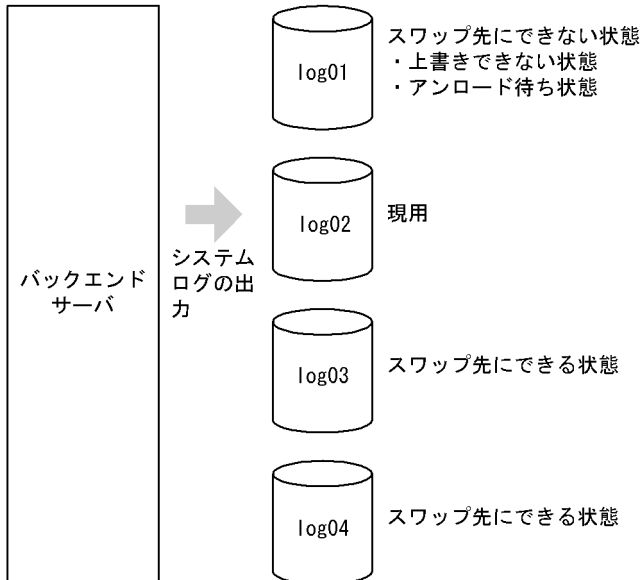 log01
スワップ先にできない状態
・上書きできない状態
・アンロード待ち状態
log02
現用
バックエンド
サーバ
システム
ログの出
力
log03
スワップ先にできる状態
log04
スワップ先にできる状態